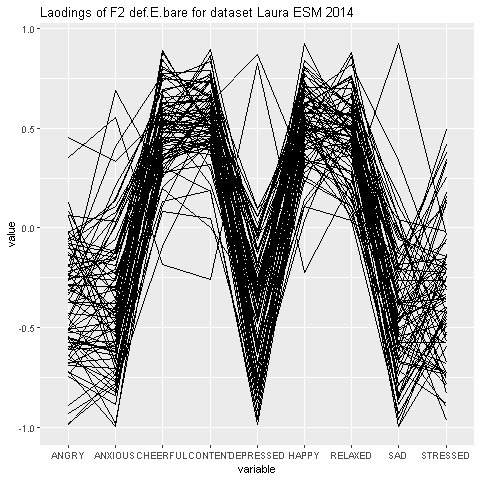 Laodings of F2 def.E.bare for dataset Laura ESM 2014
1.0
0.5
0.0
-0.5
-1.0
value
ANGRY ANXIOUS CHEERFUL CONTENT DEPRESSED HAPPY RELAXED SAD STRESSED
variable